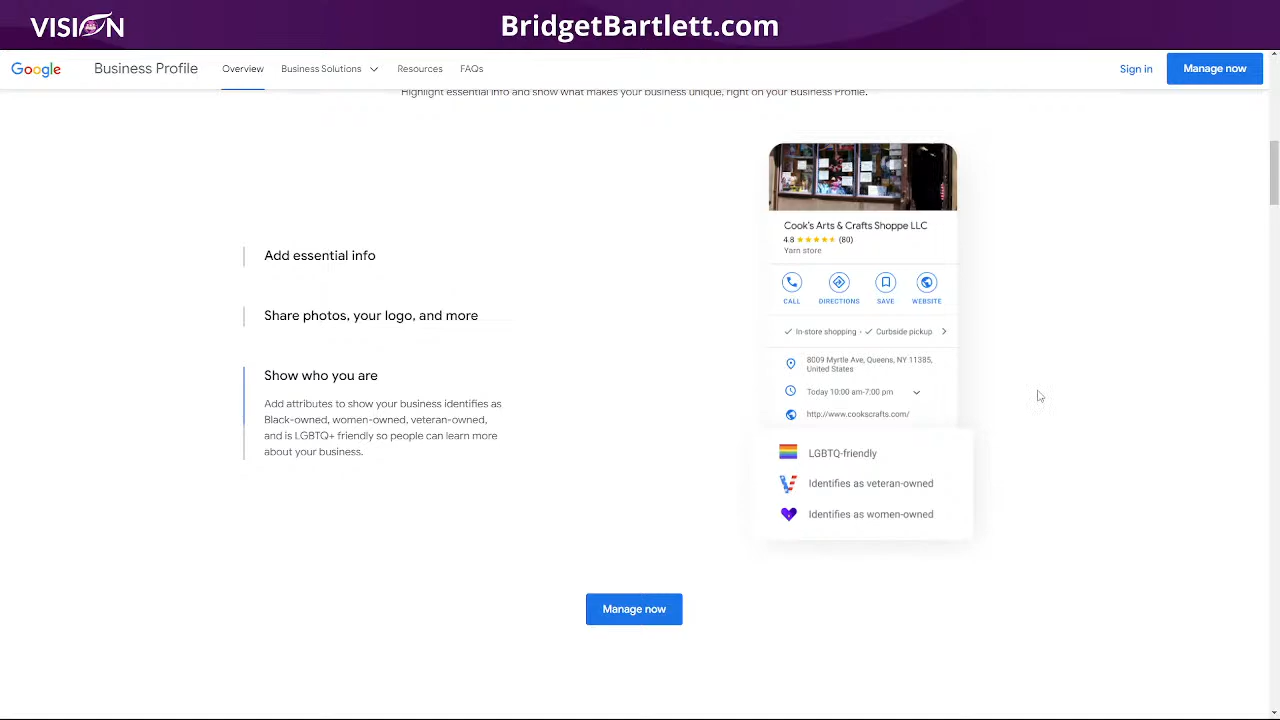 VISION
BridgetBartlett.com
Google Business Profile Overview Business Solutions Resources FAQs Sign in Manage now
Highlight essential info and show what makes your business unique, right on your Business Profile.
Add essential info
Share photos, your logo, and more
Show who you are
Add attributes to show your business identifies as
Black-owned, women-owned, veteran-owned,
and is LGBTQ+ friendly so people can learn more
about your business.
Cook's Arts & Crafts Shoppe LLC
4.8 (80)
Yarn store
CALL DIRECTIONS SAVE WEBSITE
In-store shopping · Curbside pickup
8009 Myrtle Ave, Queens, NY 11385,
United States
Today 10:00 am-7:00 pm
http://www.cookscrafts.com/
LGBTQ-friendly
Identifies as veteran-owned
Identifies as women-owned
Manage now